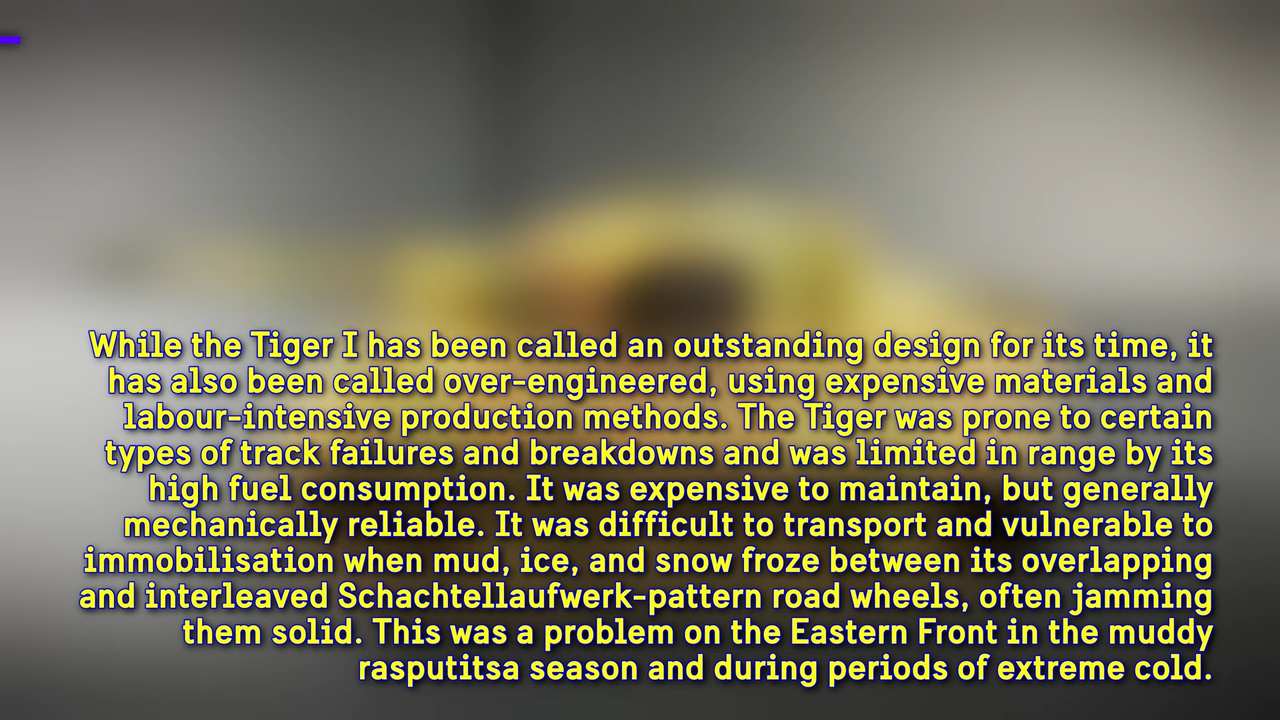 While the Tiger I has been called an outstanding design for its time, it
has also been called over-engineered, using expensive materials and
labour-intensive production methods. The Tiger was prone to certain
types of track failures and breakdowns and was limited in range by its
high fuel consumption. It was expensive to maintain, but generally
mechanically reliable. It was difficult to transport and vulnerable to
immobilisation when mud, ice, and snow froze between its overlapping
and interleaved Schachtellaufwerk-pattern road wheels, often jamming
them solid. This was a problem on the Eastern Front in the muddy
rasputitsa season and during periods of extreme cold.